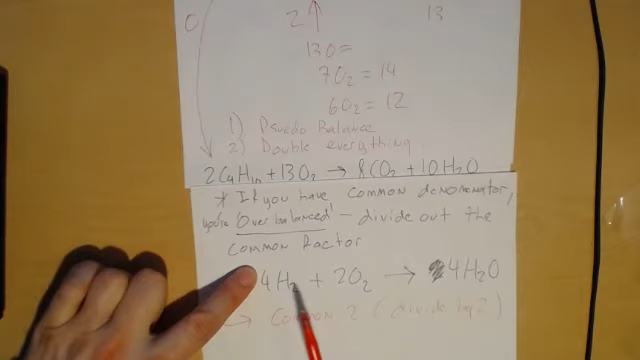 0
2
13
13O =
7O₂ = 14
6O₂ = 12
1) Psuedo Balance
2) Double everything
2C₄H₁₀ + 13O₂ → 8CO₂ + 10H₂O
* If you have common denominator,
you're "Over balanced" - divide out the
common factor
4H₂ + 2O₂ → 4H₂O
→ Common 2 (divide by 2)